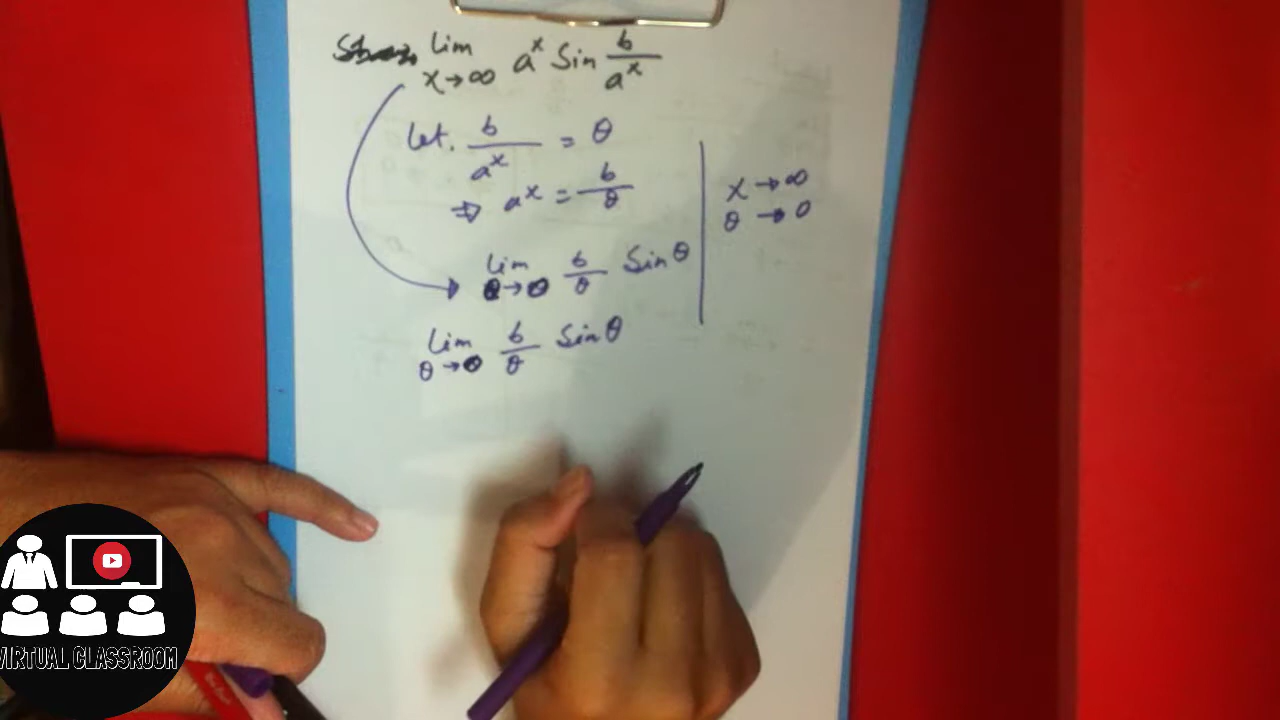 lim x→∞ a^x Sin b/a^x
let. b/a^x = θ
⇒ a^x = b/θ
x → ∞
θ → 0
lim θ→0 b/θ Sinθ
lim θ→0 b/θ Sinθ
VIRTUAL CLASSROOM